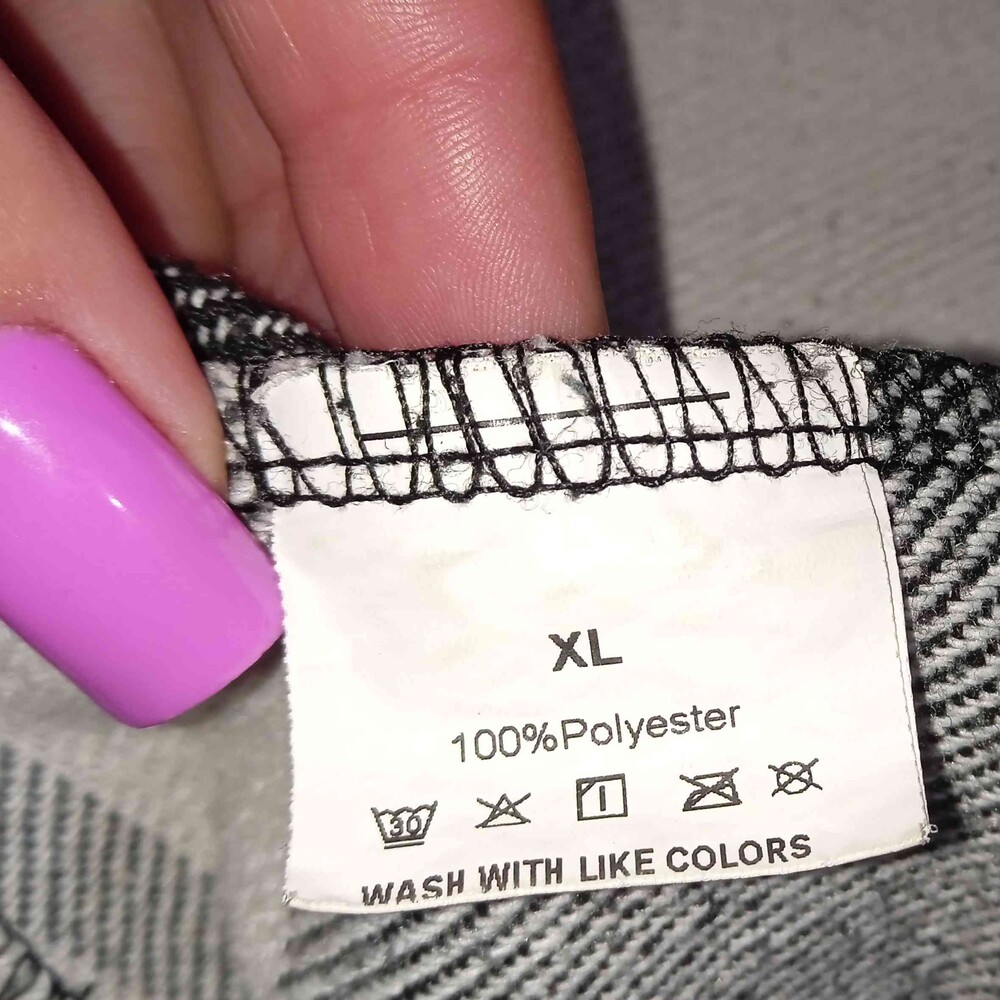 XL
100%Polyester
30
WASH WITH LIKE COLORS